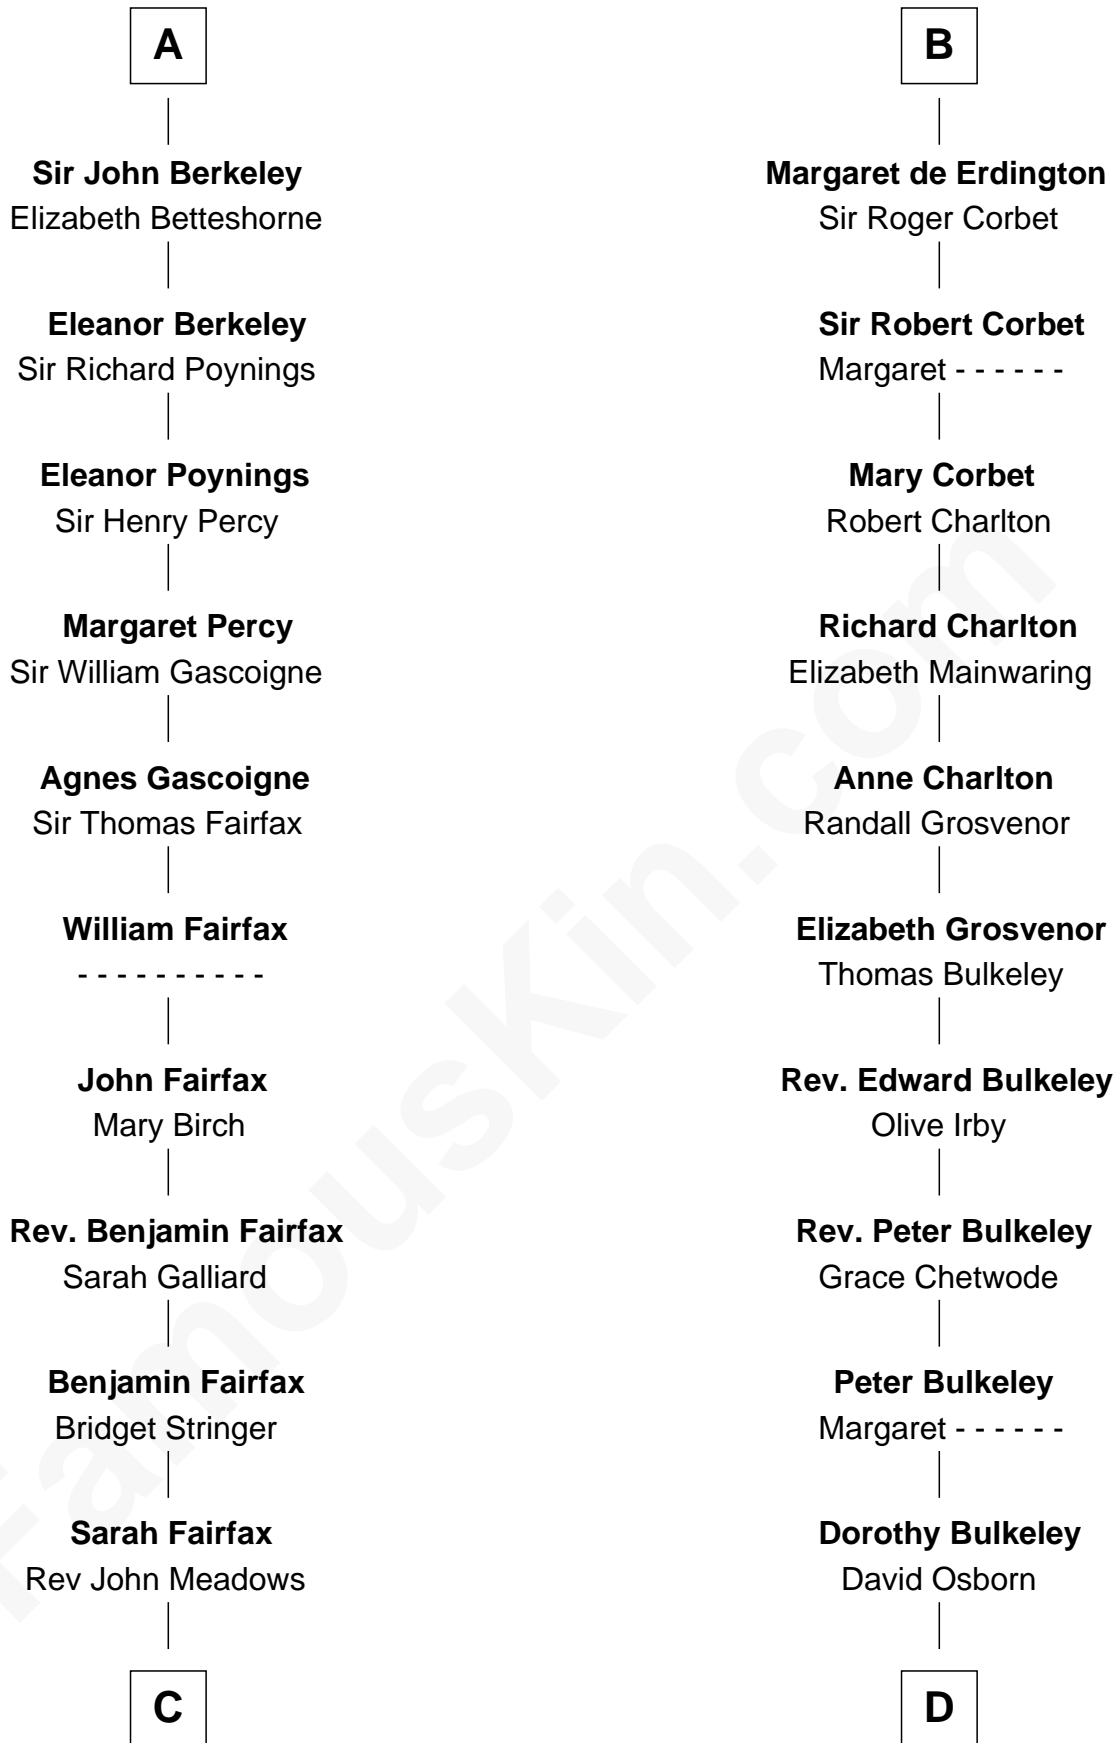 A
Sir John Berkeley
Elizabeth Betteshorne
Eleanor Berkeley
Sir Richard Poynings
Eleanor Poynings
Sir Henry Percy
Margaret Percy
Sir William Gascoigne
Agnes Gascoigne
Sir Thomas Fairfax
William Fairfax
- - - - - - - - - -
John Fairfax
Mary Birch
Rev. Benjamin Fairfax
Sarah Galliard
Benjamin Fairfax
Bridget Stringer
Sarah Fairfax
Rev John Meadows
C
B
Margaret de Erdington
Sir Roger Corbet
Sir Robert Corbet
Margaret - - - - - -
Mary Corbet
Robert Charlton
Richard Charlton
Elizabeth Mainwaring
Anne Charlton
Randall Grosvenor
Elizabeth Grosvenor
Thomas Bulkeley
Rev. Edward Bulkeley
Olive Irby
Rev. Peter Bulkeley
Grace Chetwode
Peter Bulkeley
Margaret - - - - - -
Dorothy Bulkeley
David Osborn
D
FamousKin.com